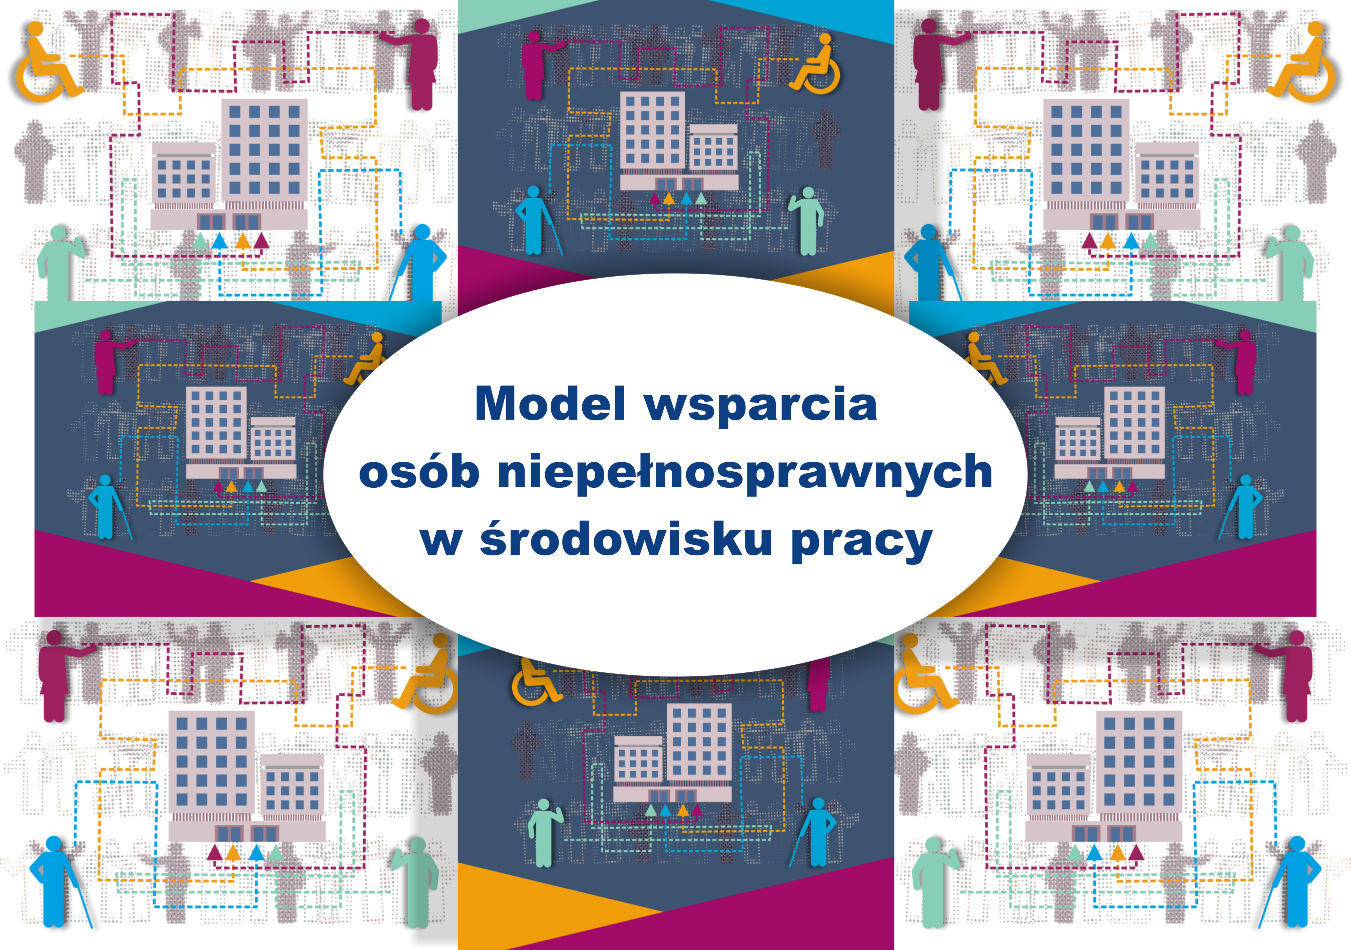 Model wsparcia
osób niepełnosprawnych
w środowisku pracy